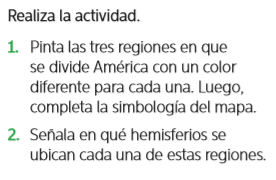 Realiza la actividad.
1. Pinta las tres regiones en que
se divide América con un color
diferente para cada una. Luego,
completa la simbología del mapa.
2. Señala en qué hemisferios se
ubican cada una de estas regiones.